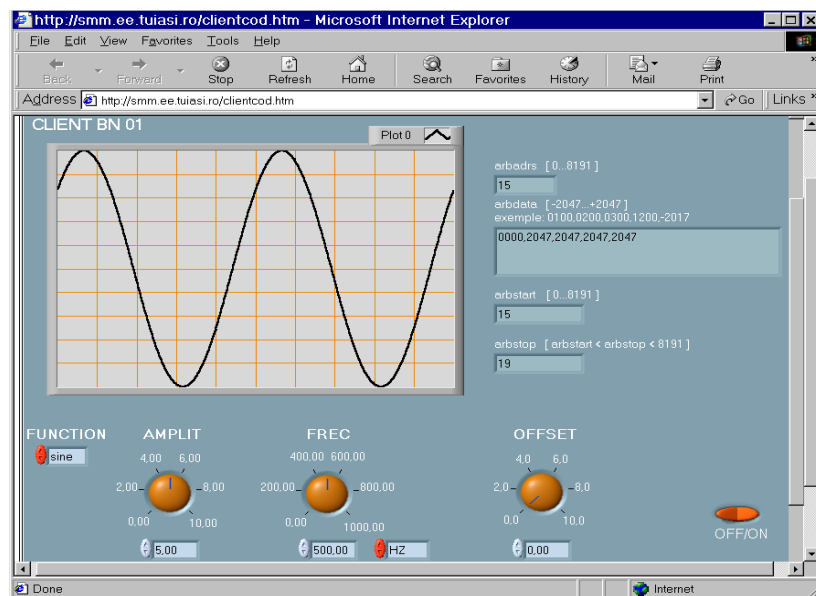 http://smm.ee.tuiasi.ro/clientcod.htm - Microsoft Internet Explorer
File Edit View Favorites Tools Help
Back Forward Stop Refresh Home Search Favorites History Mail Print »
Address http://smm.ee.tuiasi.ro/clientcod.htm Go Links »
CLIENT BN 01
Plot 0
arbadrs [ 0...8191 ]
15
arbdata [ -2047...+2047 ]
exemple: 0100,0200,0300,1200,-2017
0000,2047,2047,2047,2047
arbstart [ 0...8191 ]
15
arbstop [ arbstart < arbstop < 8191 ]
19
FUNCTION
sine
AMPLIT
4,00 6,00
2,00 8,00
0,00 10,00
5,00
FREC
400,00 600,00
200,00 800,00
0,00 1000,00
500,00 HZ
OFFSET
4,0 6,0
2,0 8,0
0,0 10,0
0,00
OFF/ON
Done Internet